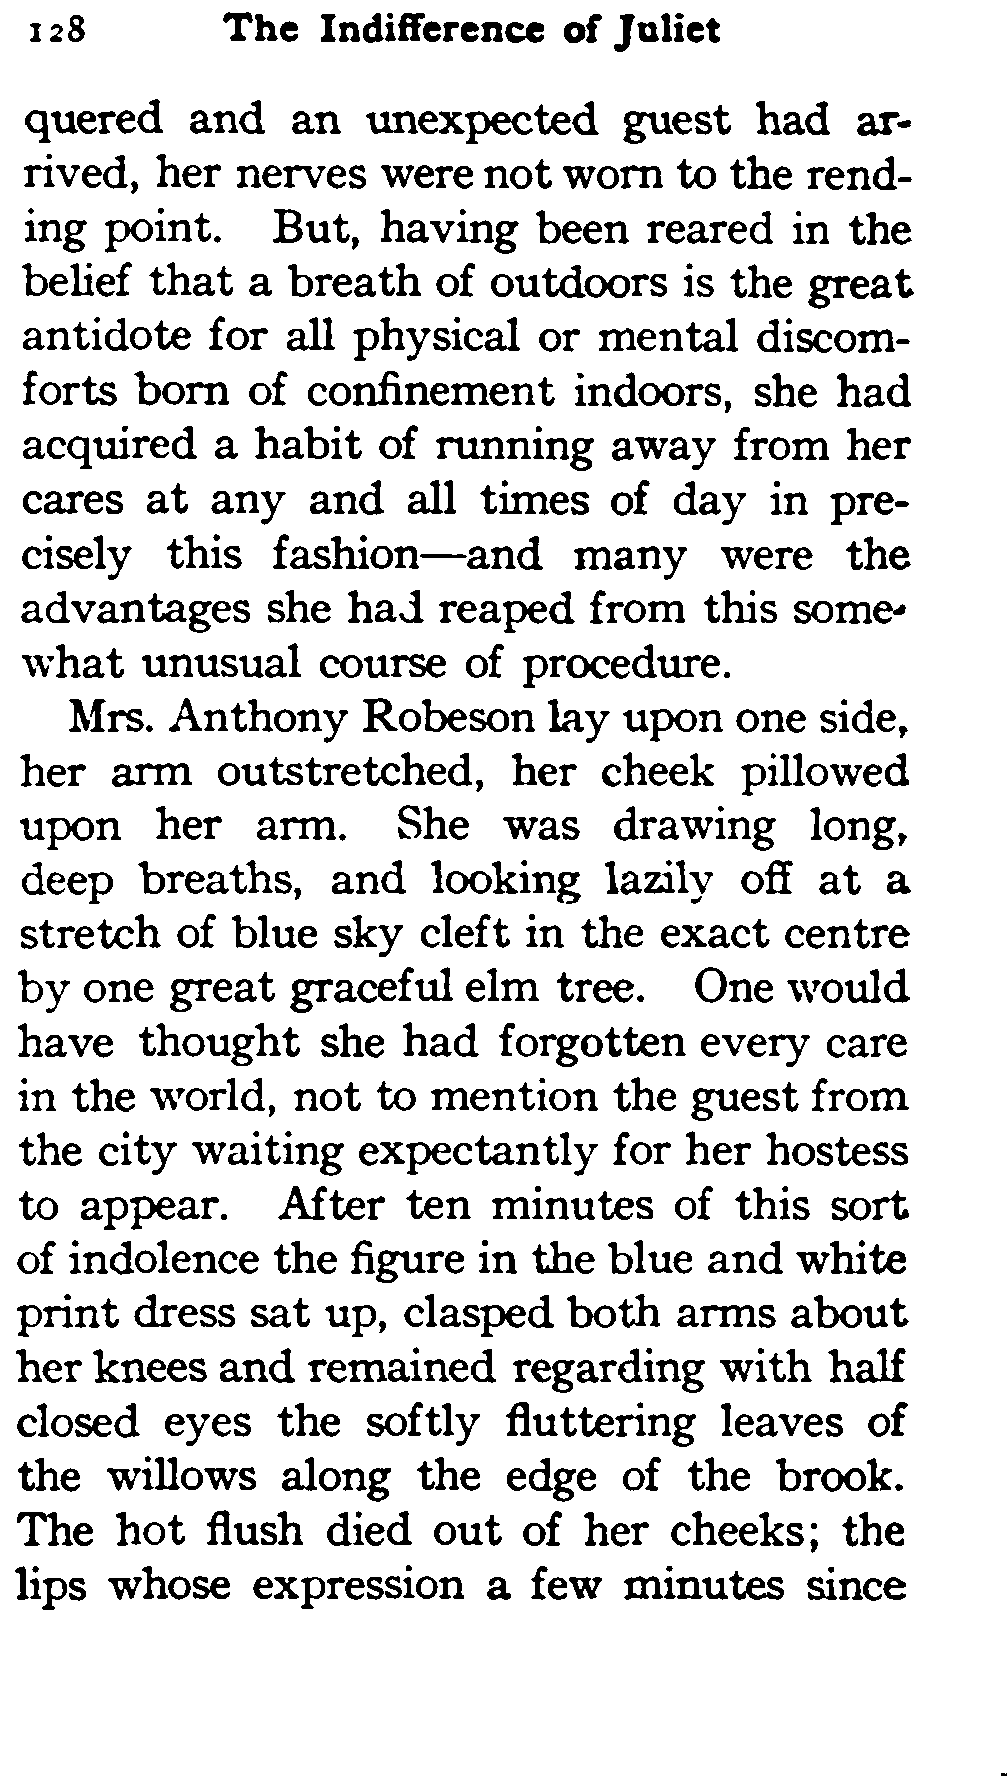 128 The Indifference of Juliet
quered and an unexpected guest had ar-
rived, her nerves were not worn to the rend-
ing point. But, having been reared in the
belief that a breath of outdoors is the great
antidote for all physical or mental discom-
forts born of confinement indoors, she had
acquired a habit of running away from her
cares at any and all times of day in pre-
cisely this fashion—and many were the
advantages she had reaped from this some-
what unusual course of procedure.
Mrs. Anthony Robeson lay upon one side,
her arm outstretched, her cheek pillowed
upon her arm. She was drawing long,
deep breaths, and looking lazily off at a
stretch of blue sky cleft in the exact centre
by one great graceful elm tree. One would
have thought she had forgotten every care
in the world, not to mention the guest from
the city waiting expectantly for her hostess
to appear. After ten minutes of this sort
of indolence the figure in the blue and white
print dress sat up, clasped both arms about
her knees and remained regarding with half
closed eyes the softly fluttering leaves of
the willows along the edge of the brook.
The hot flush died out of her cheeks; the
lips whose expression a few minutes since